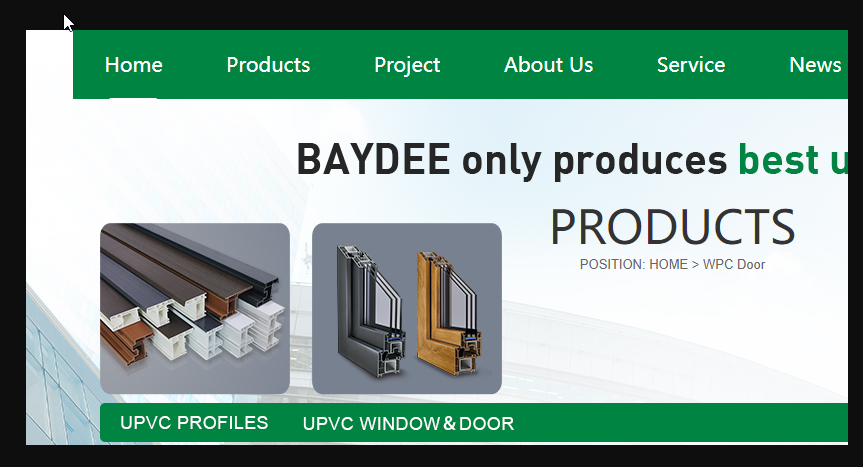 Home Products Project About Us Service News
BAYDEE only produces best
PRODUCTS
POSITION: HOME > WPC Door
UPVC PROFILES UPVC WINDOW&DOOR